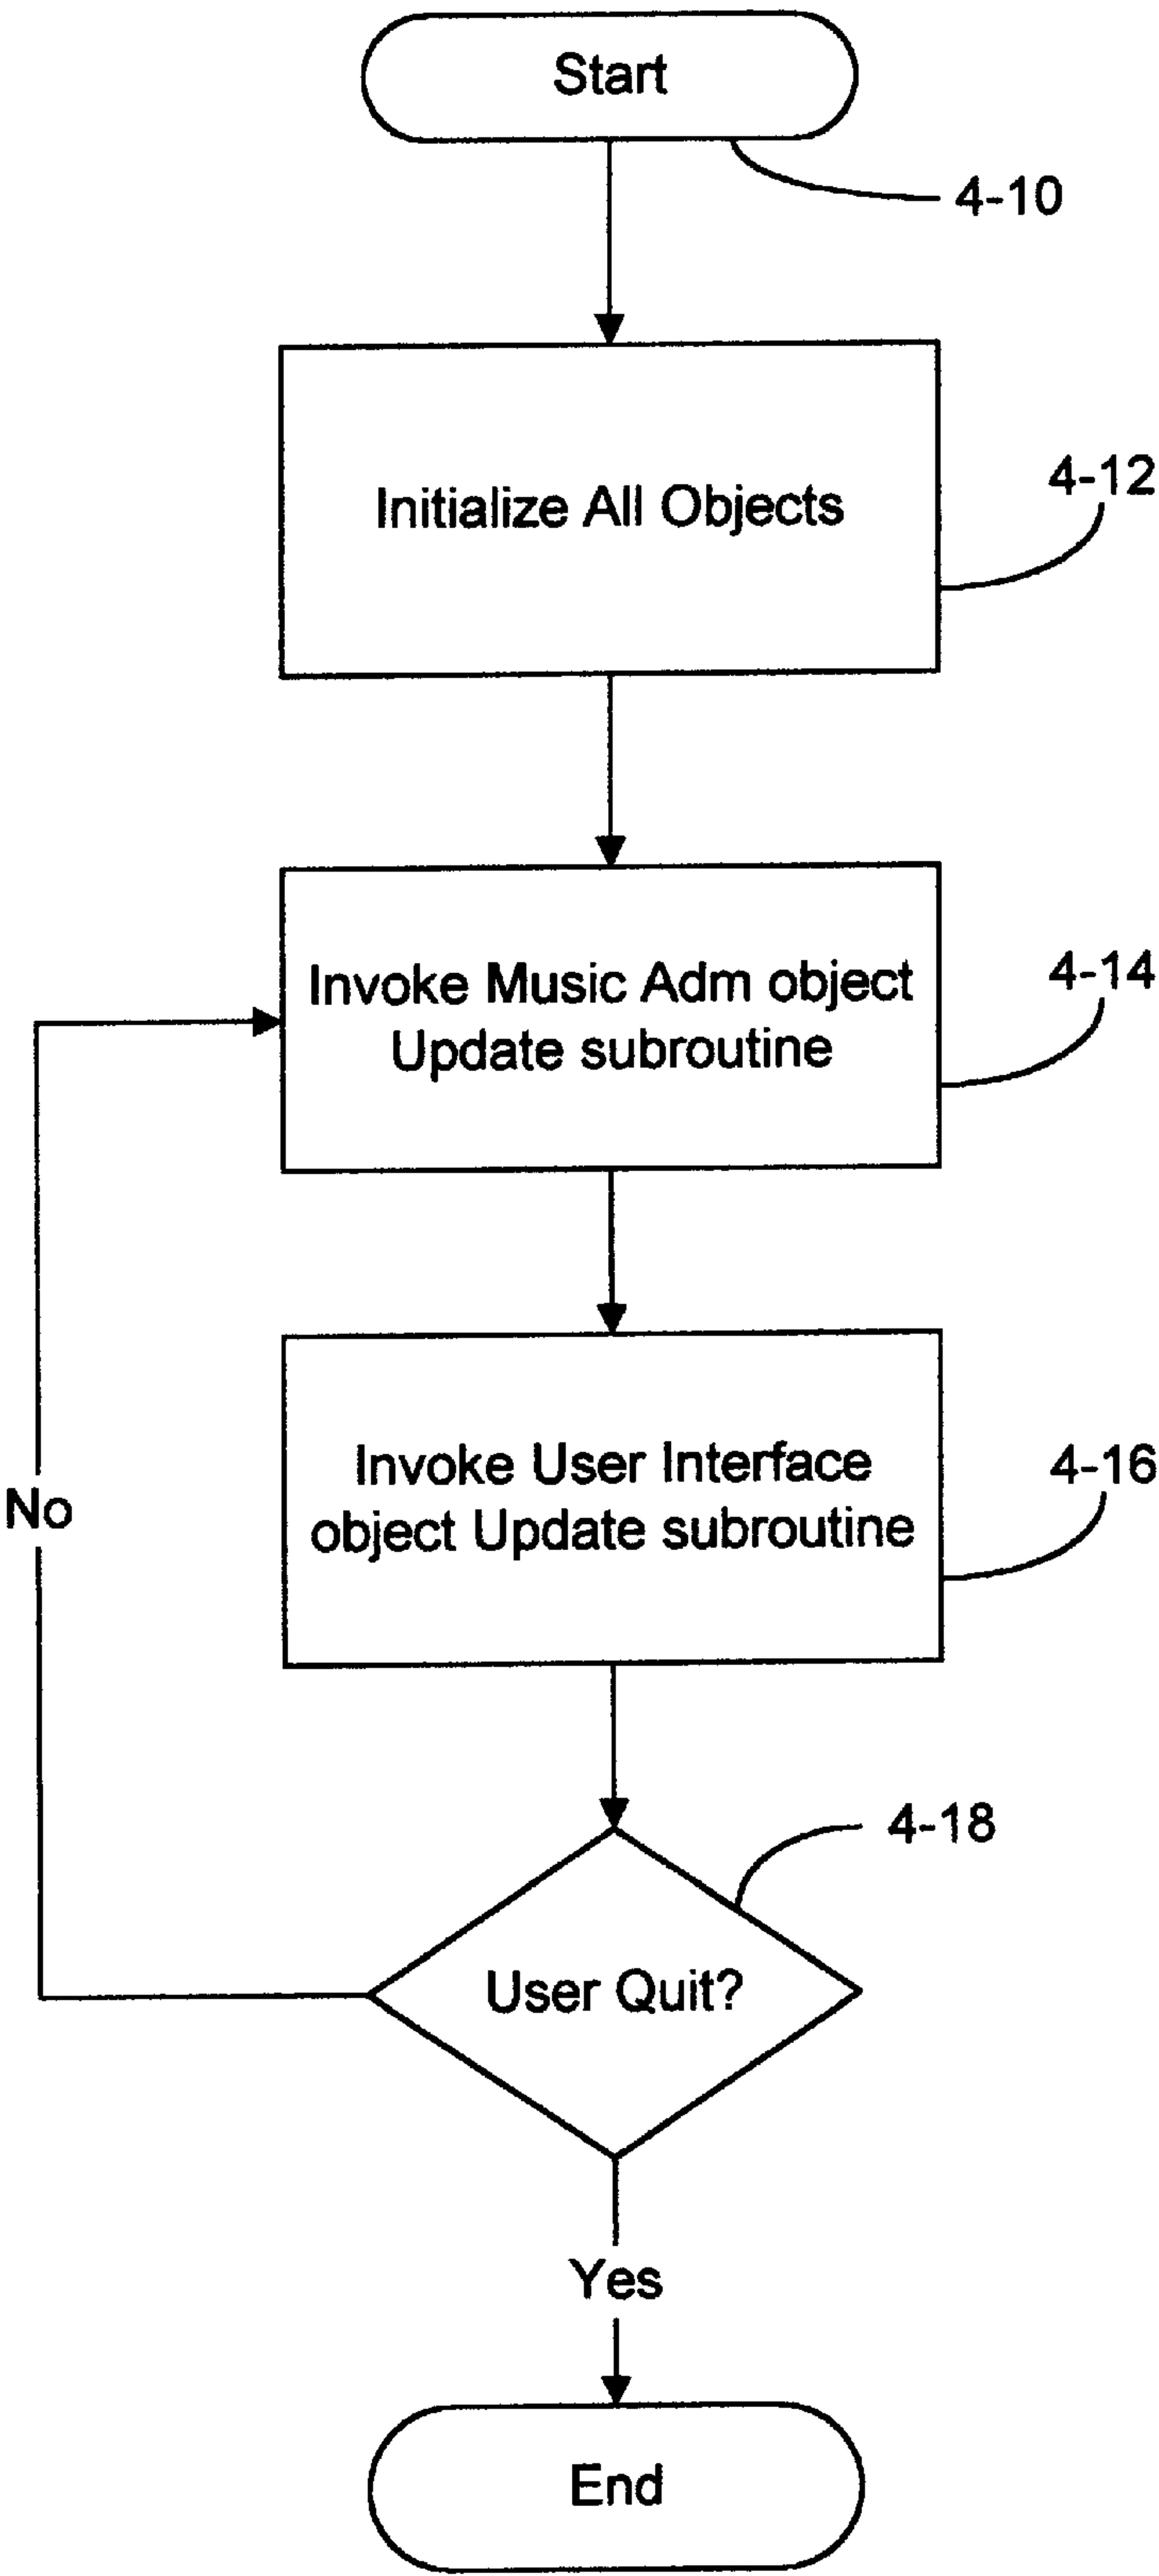 Start
4-10
Initialize All Objects
4-12
Invoke Music Adm object
Update subroutine
4-14
Invoke User Interface
object Update subroutine
4-16
No
4-18
User Quit?
Yes
End